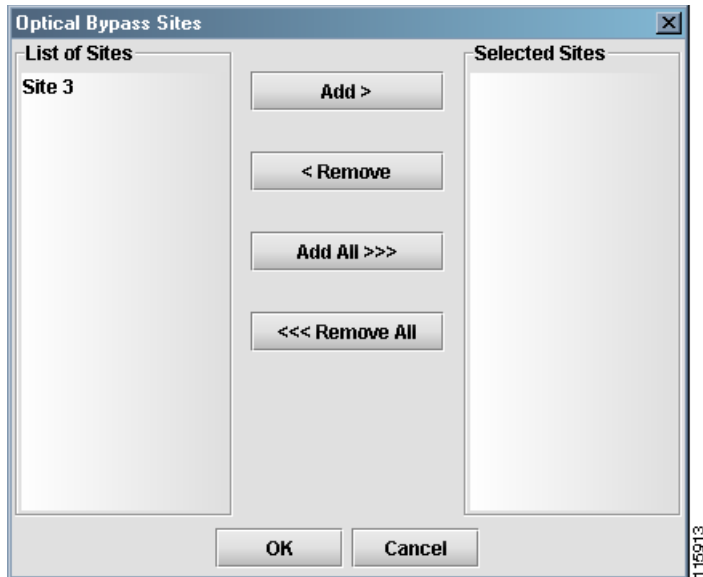 Optical Bypass Sites
List of Sites
Selected Sites
Site 3
Add >
< Remove
Add All >>>
<<< Remove All
OK
Cancel
115913